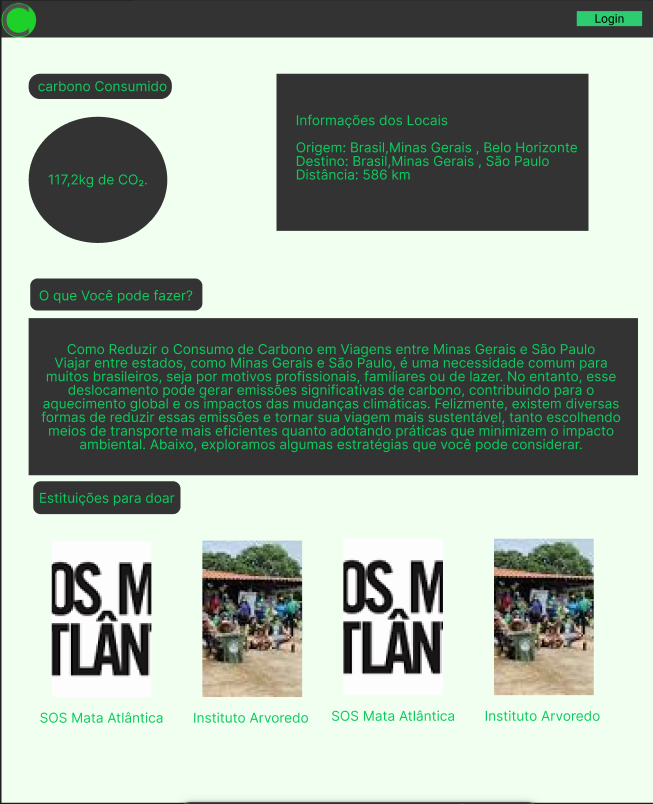 Login
carbono Consumido
117,2kg de CO₂.
Informações dos Locais
Origem: Brasil,Minas Gerais , Belo Horizonte
Destino: Brasil,Minas Gerais , São Paulo
Distância: 586 km
O que Você pode fazer?
Como Reduzir o Consumo de Carbono em Viagens entre Minas Gerais e São Paulo
Viajar entre estados, como Minas Gerais e São Paulo, é uma necessidade comum para
muitos brasileiros, seja por motivos profissionais, familiares ou de lazer. No entanto, esse
deslocamento pode gerar emissões significativas de carbono, contribuindo para o
aquecimento global e os impactos das mudanças climáticas. Felizmente, existem diversas
formas de reduzir essas emissões e tornar sua viagem mais sustentável, tanto escolhendo
meios de transporte mais eficientes quanto adotando práticas que minimizem o impacto
ambiental. Abaixo, exploramos algumas estratégias que você pode considerar.
Estituições para doar
OS M
TLÂN
OS M
TLÂN
SOS Mata Atlântica
Instituto Arvoredo
SOS Mata Atlântica
Instituto Arvoredo